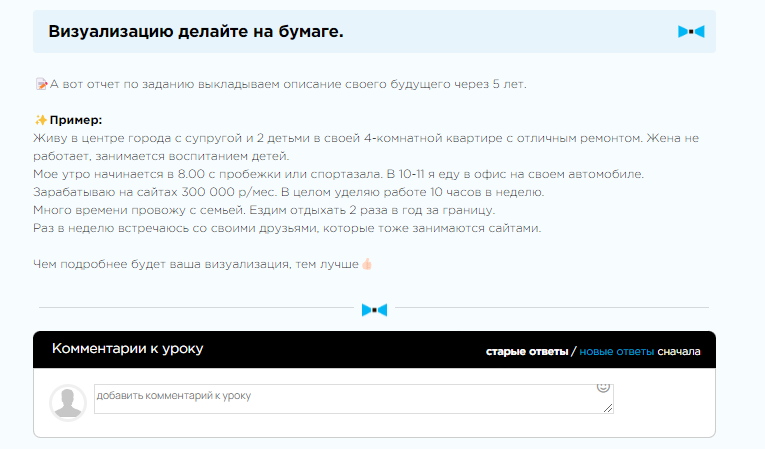 Визуализацию делайте на бумаге.
📝А вот отчет по заданию выкладываем описание своего будущего через 5 лет.
✨Пример:
Живу в центре города с супругой и 2 детьми в своей 4-комнатной квартире с отличным ремонтом. Жена не
работает, занимается воспитанием детей.
Мое утро начинается в 8.00 с пробежки или спортазала. В 10-11 я еду в офис на своем автомобиле.
Зарабатываю на сайтах 300 000 р/мес. В целом уделяю работе 10 часов в неделю.
Много времени провожу с семьей. Ездим отдыхать 2 раза в год за границу.
Раз в неделю встречаюсь со своими друзьями, которые тоже занимаются сайтами.
Чем подробнее будет ваша визуализация, тем лучше👍🏻
Комментарии к уроку
старые ответы / новые ответы сначала
добавить комментарий к уроку